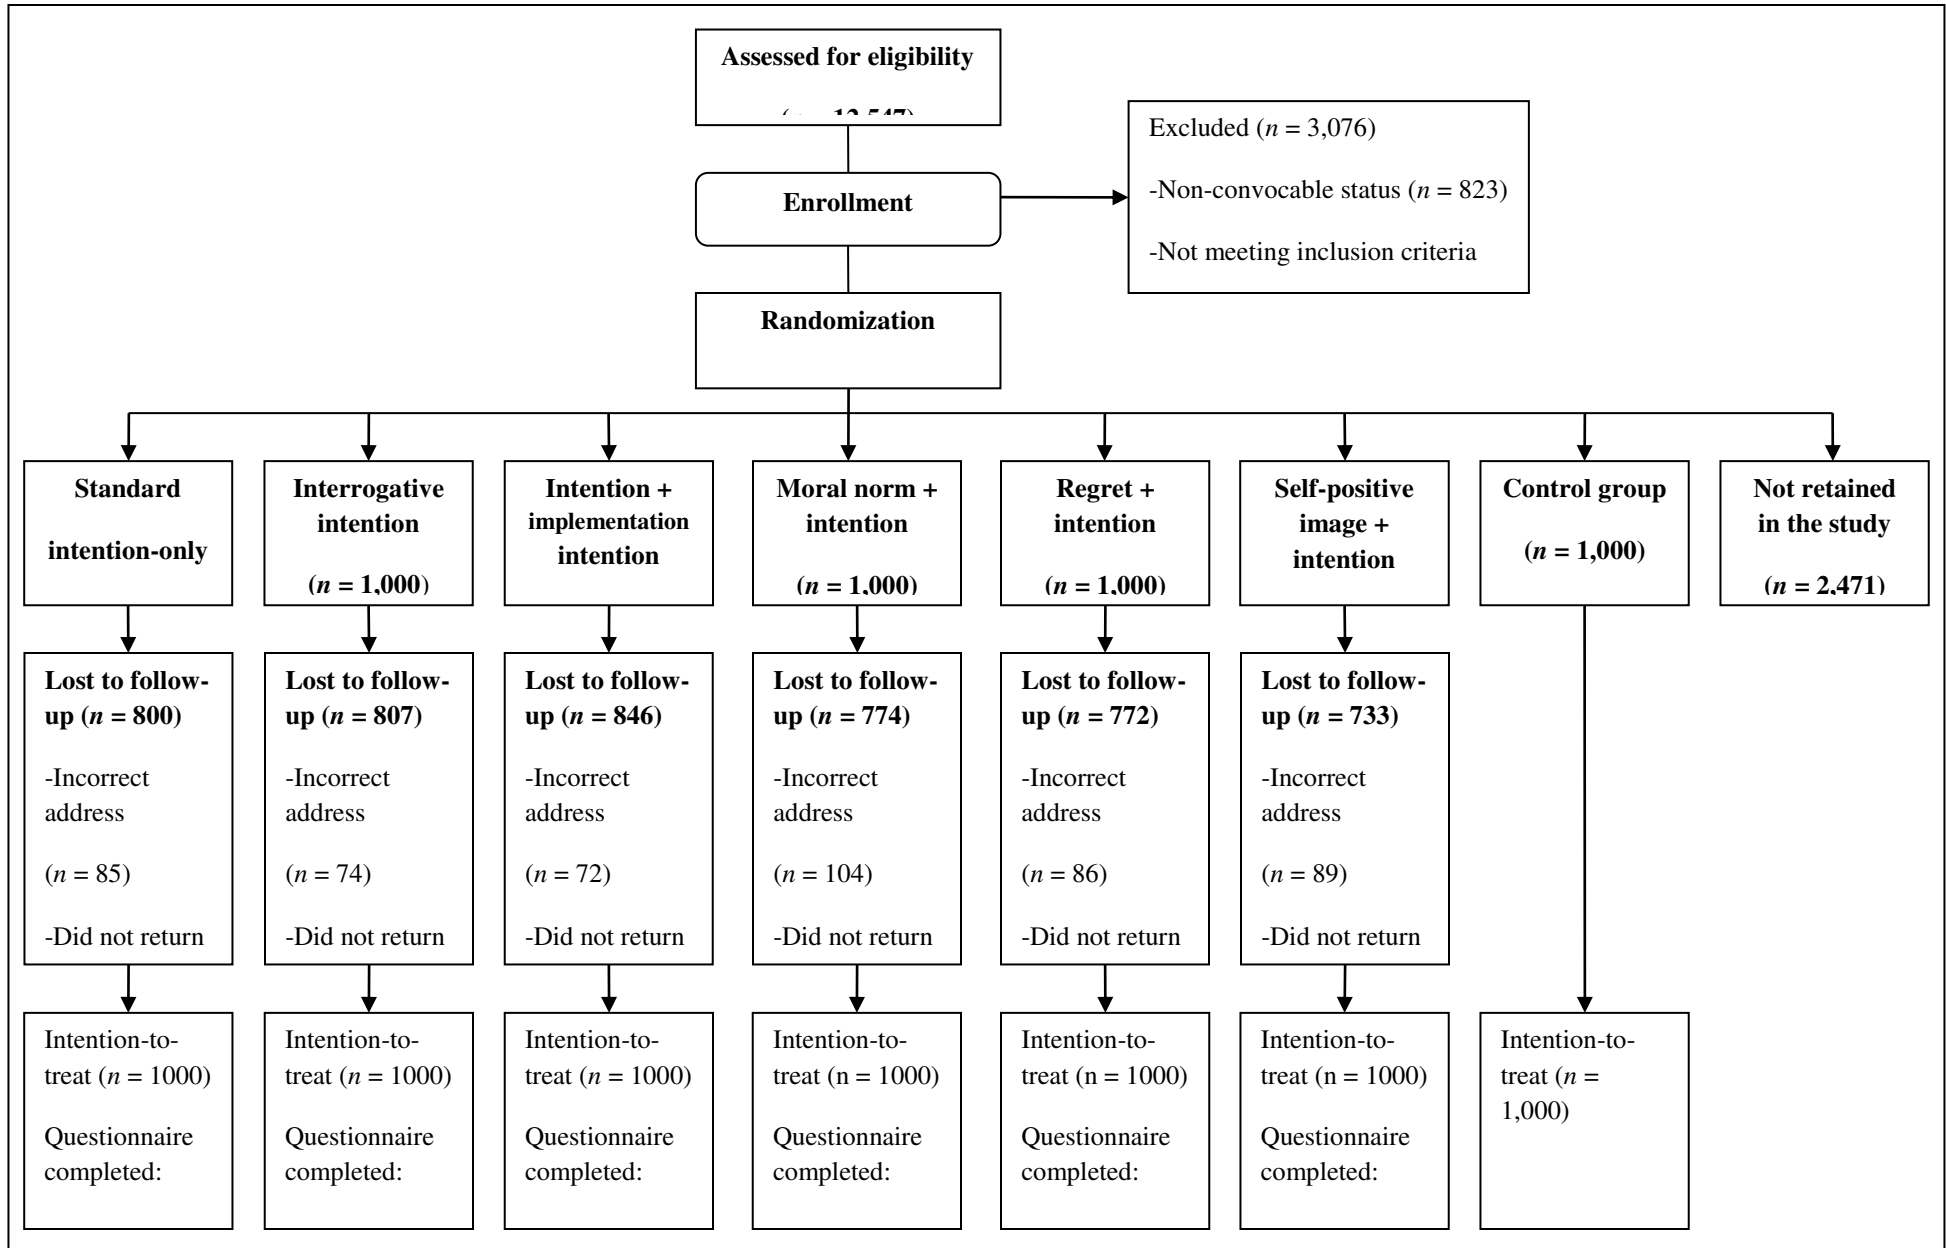 Assessed for eligibility
(n = 12,547)
Excluded (n = 3,076)
-Non-convocable status (n = 823)
-Not meeting inclusion criteria
Enrollment
Randomization
Standard
intention-only
Interrogative
intention
(n = 1,000)
Intention +
implementation
intention
Moral norm +
intention
(n = 1,000)
Regret +
intention
(n = 1,000)
Self-positive
image +
intention
Control group
(n = 1,000)
Not retained
in the study
(n = 2,471)
Lost to follow-
up (n = 800)
-Incorrect
address
(n = 85)
-Did not return
Lost to follow-
up (n = 807)
-Incorrect
address
(n = 74)
-Did not return
Lost to follow-
up (n = 846)
-Incorrect
address
(n = 72)
-Did not return
Lost to follow-
up (n = 774)
-Incorrect
address
(n = 104)
-Did not return
Lost to follow-
up (n = 772)
-Incorrect
address
(n = 86)
-Did not return
Lost to follow-
up (n = 733)
-Incorrect
address
(n = 89)
-Did not return
Intention-to-
treat (n = 1000)
Questionnaire
completed:
Intention-to-
treat (n = 1000)
Questionnaire
completed:
Intention-to-
treat (n = 1000)
Questionnaire
completed:
Intention-to-
treat (n = 1000)
Questionnaire
completed:
Intention-to-
treat (n = 1000)
Questionnaire
completed:
Intention-to-
treat (n = 1000)
Questionnaire
completed:
Intention-to-
treat (n =
1,000)